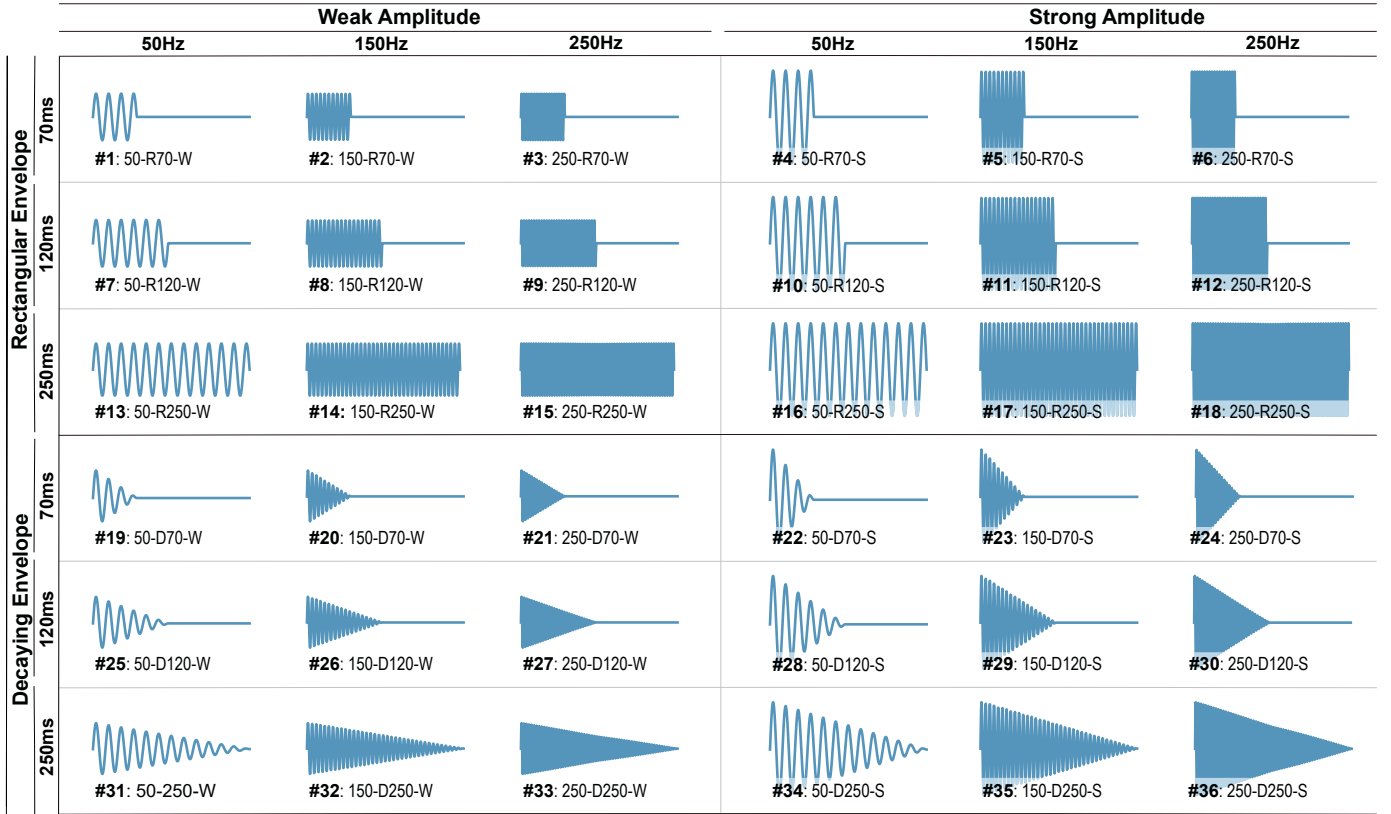 Weak Amplitude
Strong Amplitude
50Hz
150Hz
250Hz
50Hz
150Hz
250Hz
Rectangular Envelope
70ms
#1: 50-R70-W
#2: 150-R70-W
#3: 250-R70-W
#4: 50-R70-S
#5: 150-R70-S
#6: 250-R70-S
120ms
#7: 50-R120-W
#8: 150-R120-W
#9: 250-R120-W
#10: 50-R120-S
#11: 150-R120-S
#12: 250-R120-S
250ms
#13: 50-R250-W
#14: 150-R250-W
#15: 250-R250-W
#16: 50-R250-S
#17: 150-R250-S
#18: 250-R250-S
Decaying Envelope
70ms
#19: 50-D70-W
#20: 150-D70-W
#21: 250-D70-W
#22: 50-D70-S
#23: 150-D70-S
#24: 250-D70-S
120ms
#25: 50-D120-W
#26: 150-D120-W
#27: 250-D120-W
#28: 50-D120-S
#29: 150-D120-S
#30: 250-D120-S
250ms
#31: 50-250-W
#32: 150-D250-W
#33: 250-D250-W
#34: 50-D250-S
#35: 150-D250-S
#36: 250-D250-S